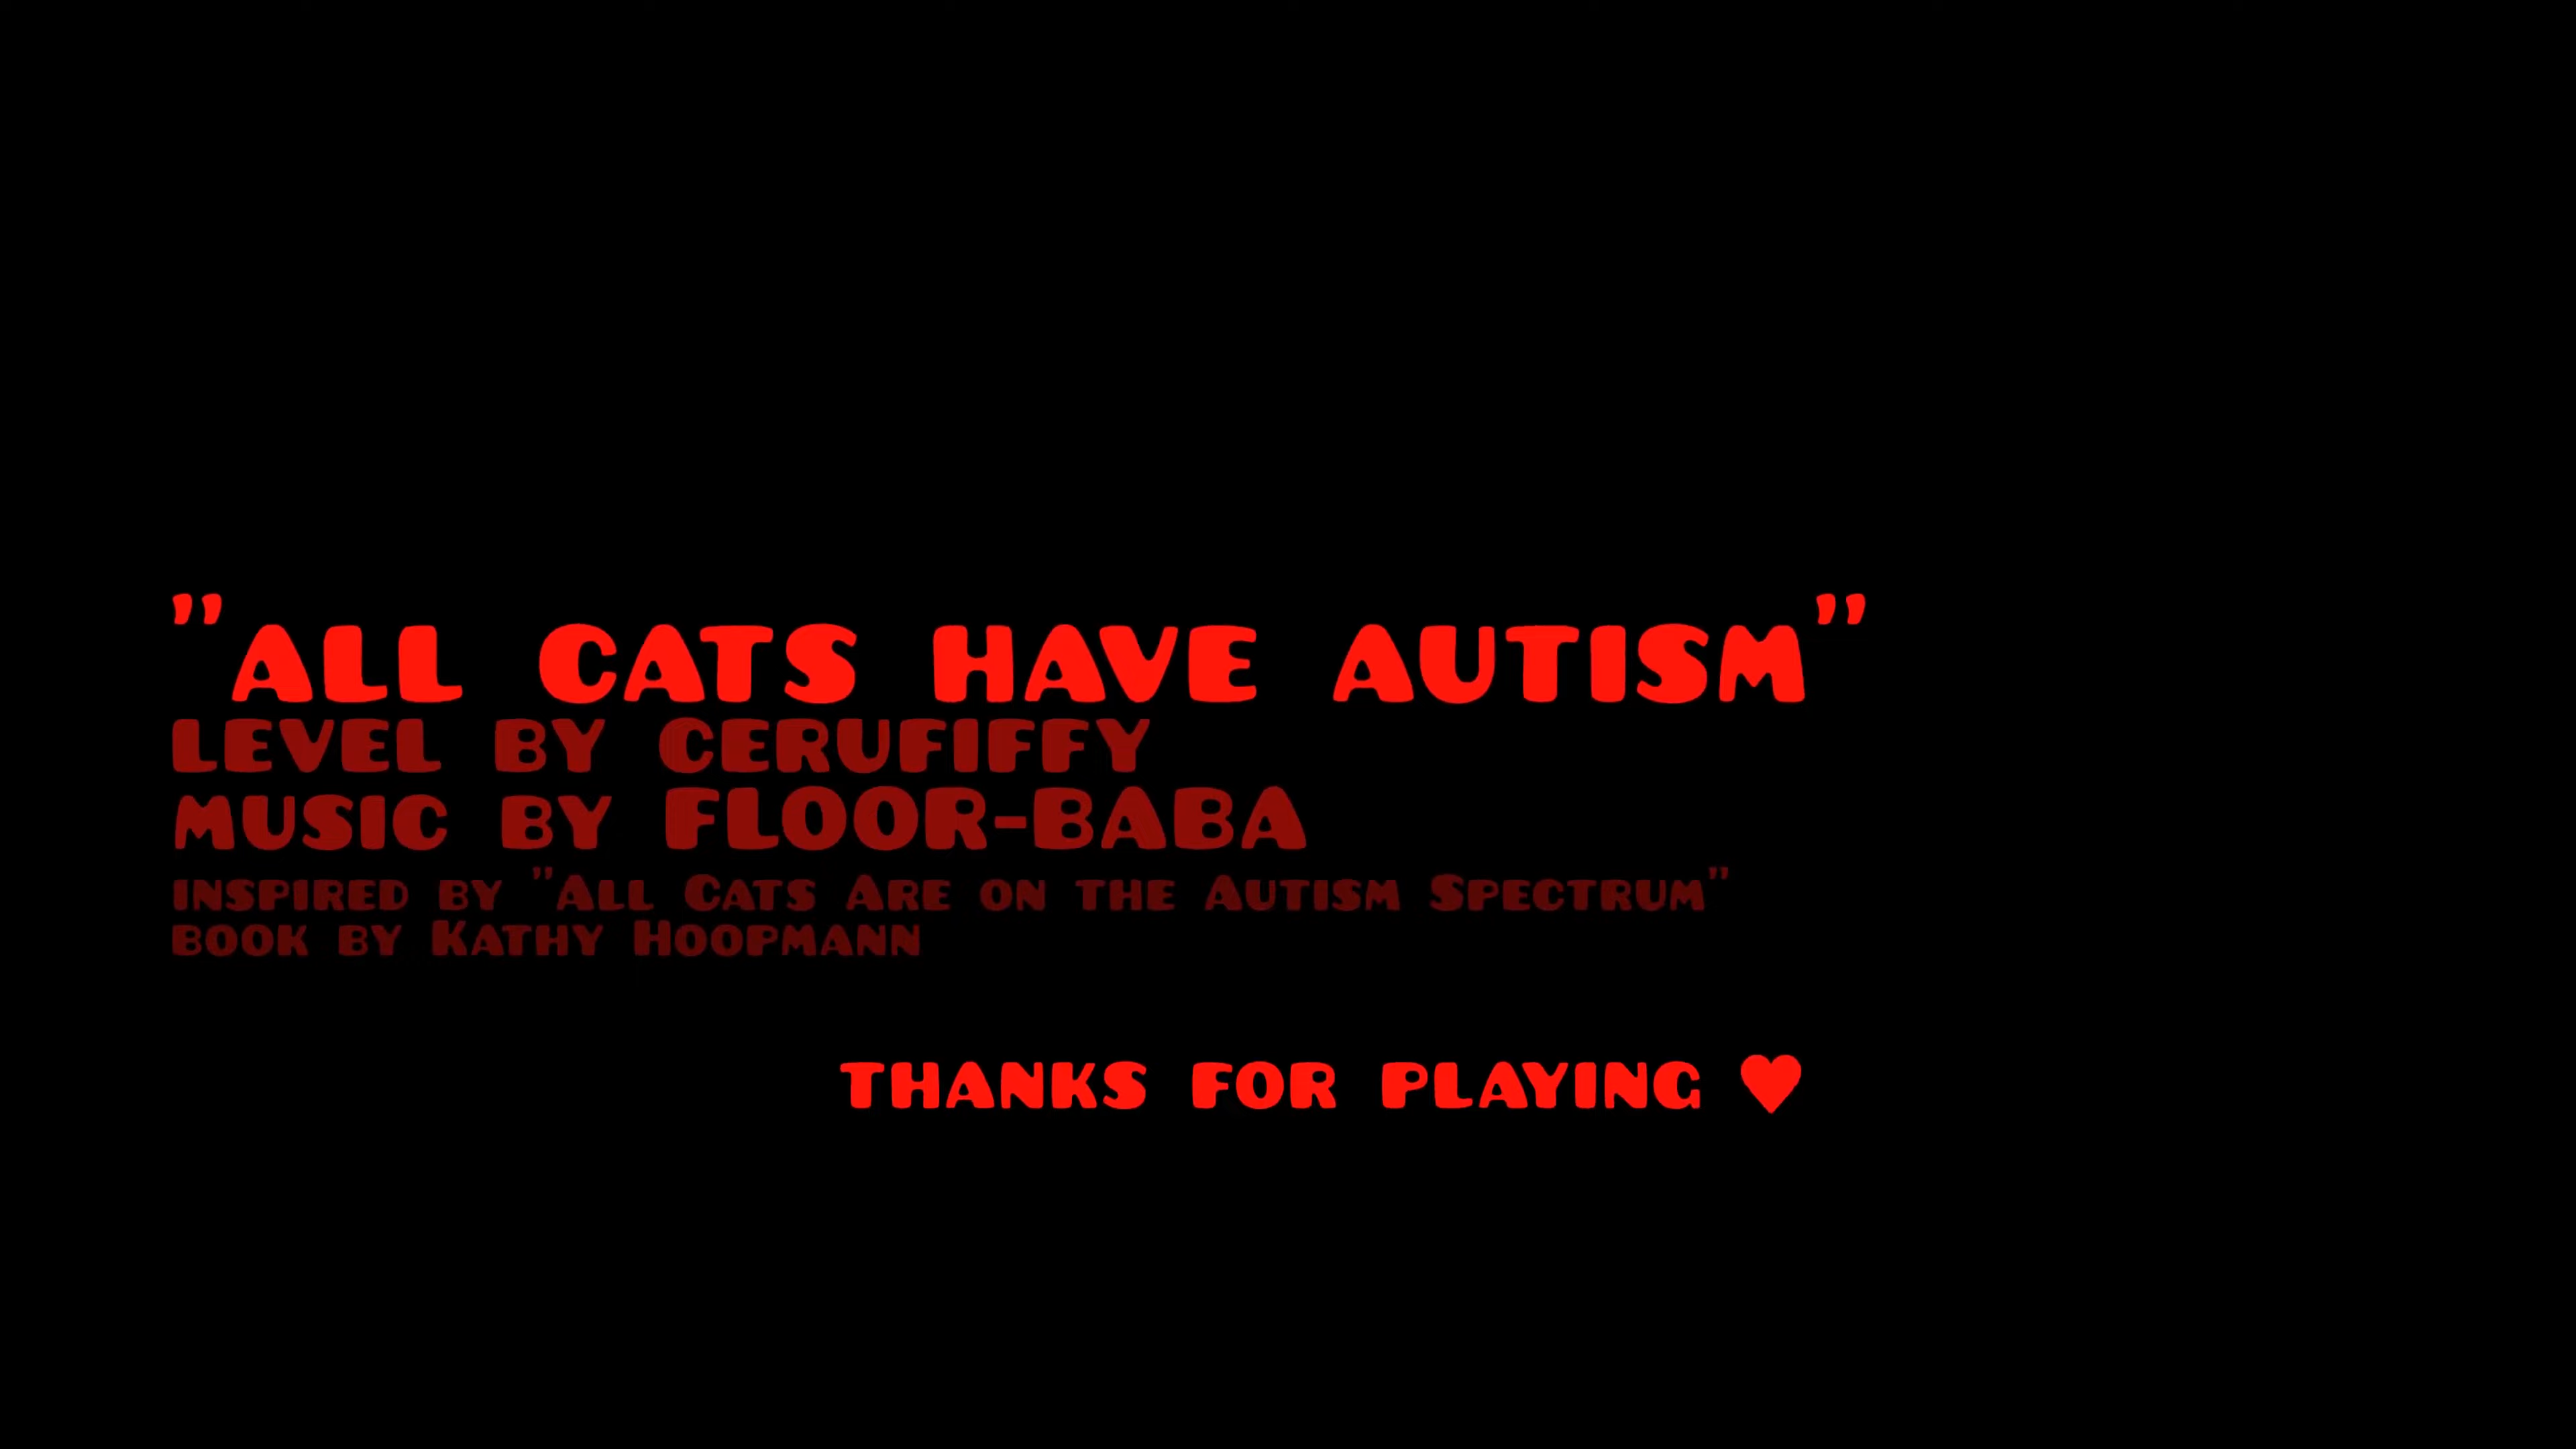 "ALL CATS HAVE AUTISM"
LEVEL BY CERUFIFFY
MUSIC BY FLOOR-BABA
INSPIRED BY "ALL CATS ARE ON THE AUTISM SPECTRUM"
BOOK BY KATHY HOOPMANN
THANKS FOR PLAYING ♥